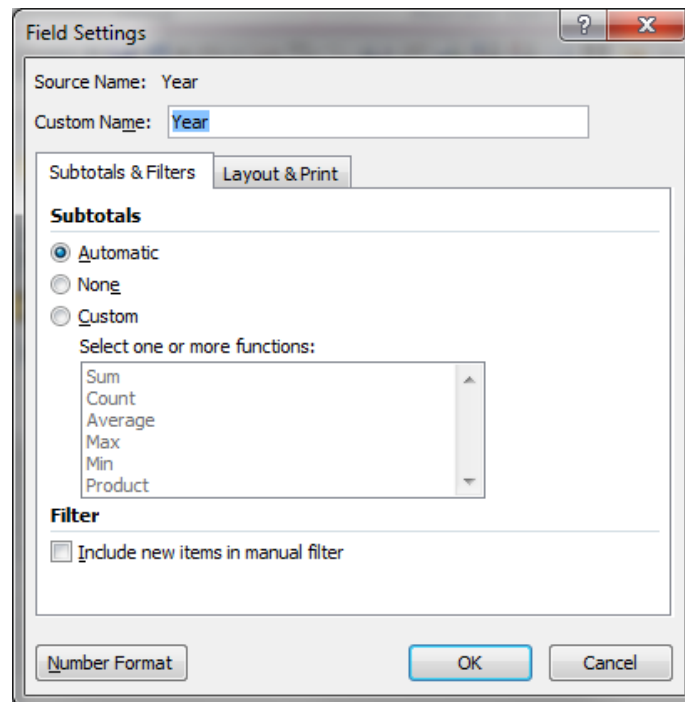 Field Settings
Source Name: Year
Custom Name: Year
Subtotals & Filters Layout & Print
Subtotals
Automatic
None
Custom
Select one or more functions:
Sum
Count
Average
Max
Min
Product
Filter
Include new items in manual filter
Number Format OK Cancel